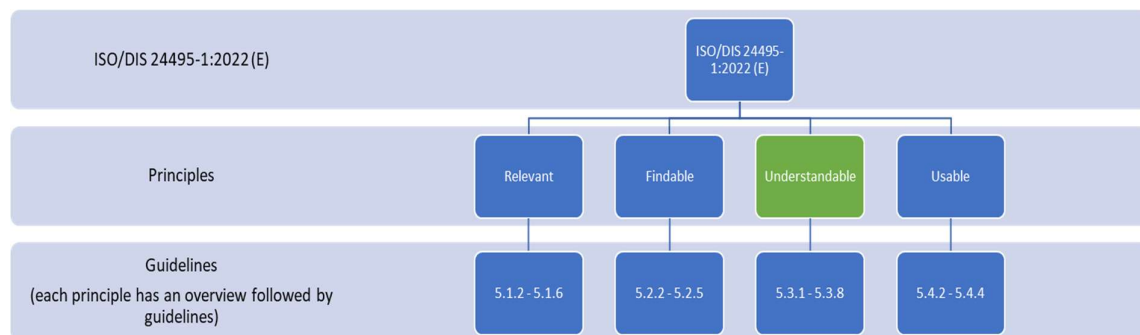 ISO/DIS 24495-1:2022 (E)
ISO/DIS 24495-
1:2022 (E)
Principles
Relevant
Findable
Understandable
Usable
Guidelines
(each principle has an overview followed by
guidelines)
5.1.2 - 5.1.6
5.2.2 - 5.2.5
5.3.1 - 5.3.8
5.4.2 - 5.4.4